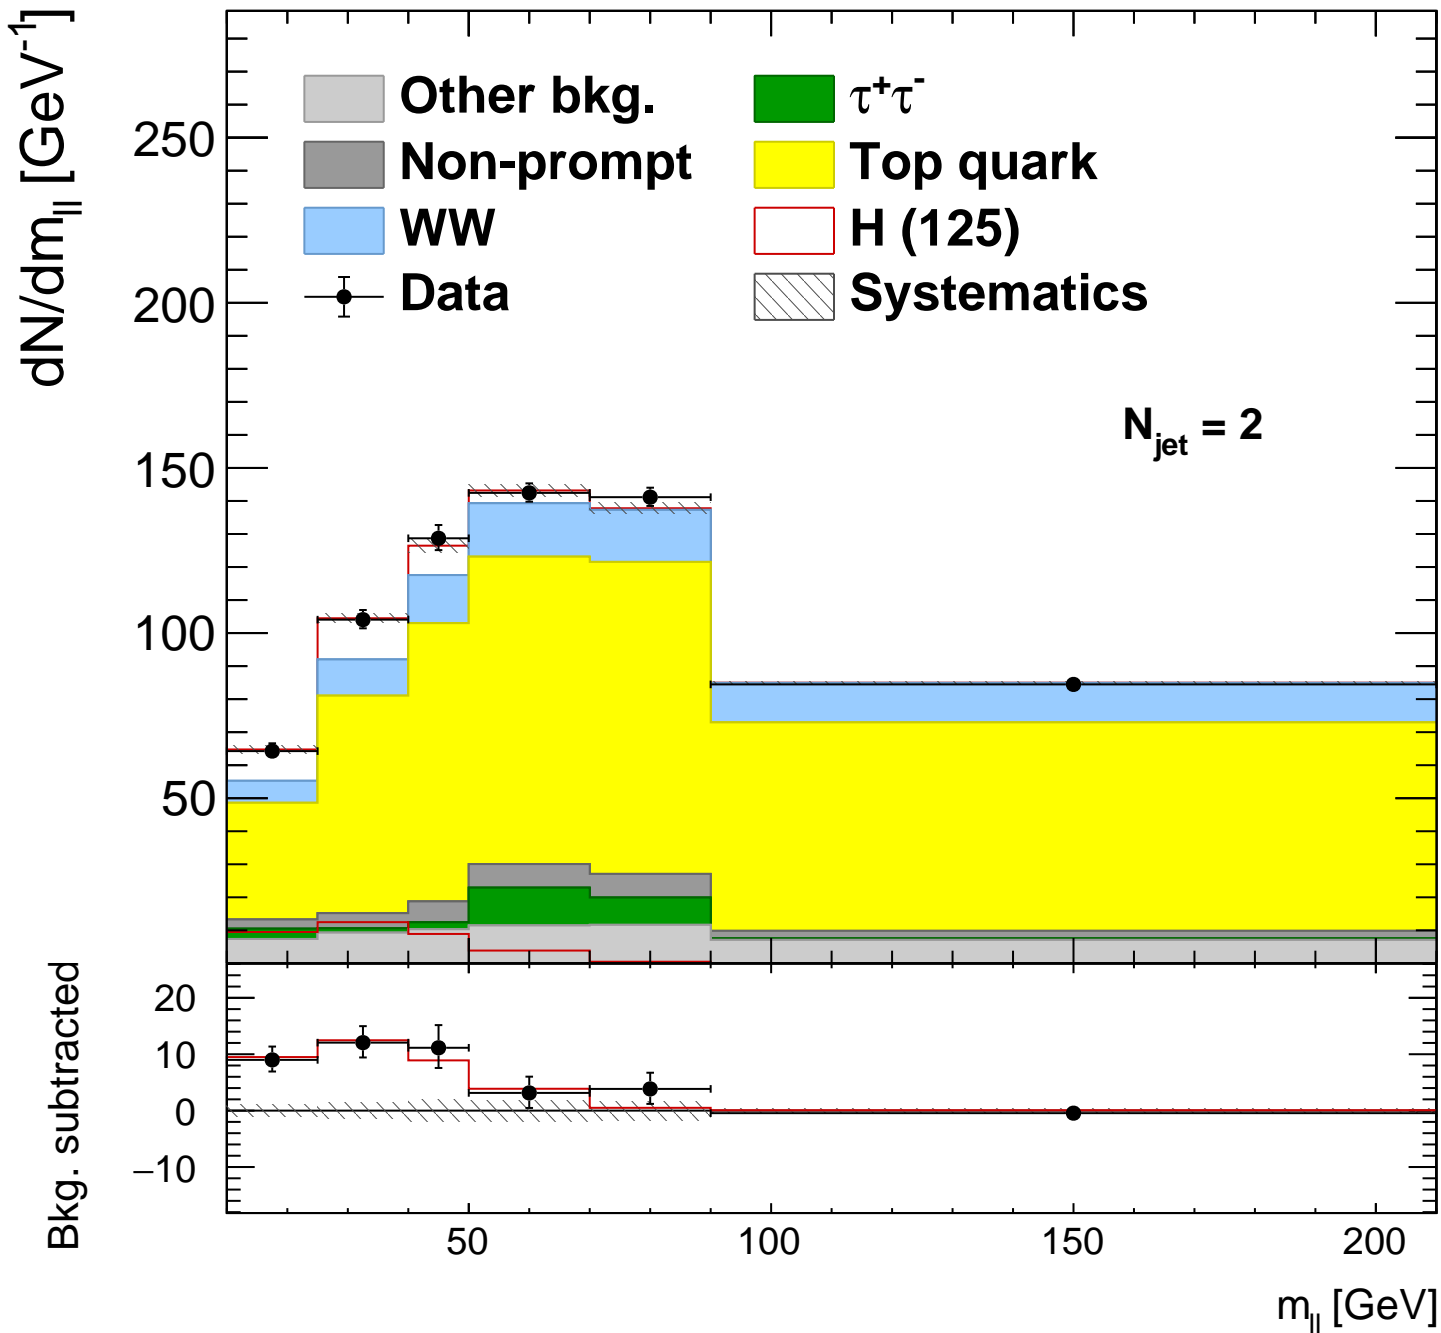 dN/dm_ll [GeV⁻¹]
250
200
150
100
50
Other bkg.
Non-prompt
WW
Data
τ⁺τ⁻
Top quark
H (125)
Systematics
N_jet = 2
Bkg. subtracted
20
10
0
−10
50
100
150
200
m_ll [GeV]